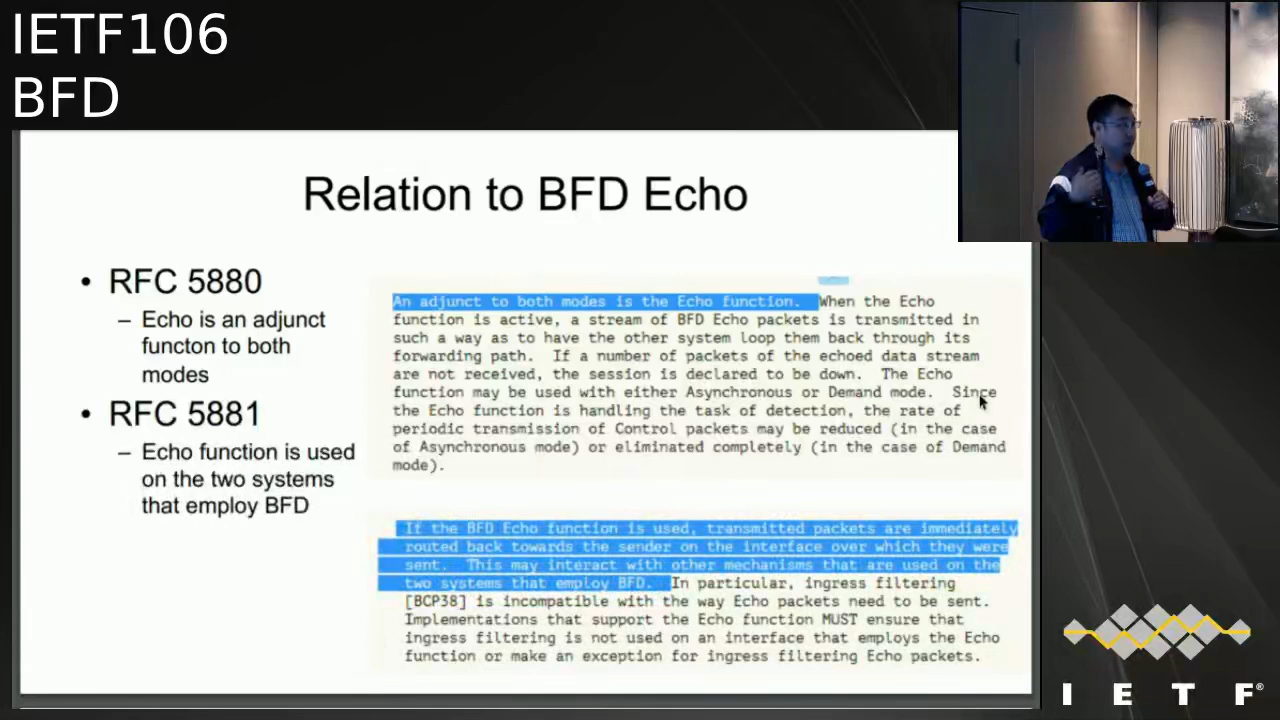 IETF106
BFD
Relation to BFD Echo
• RFC 5880
– Echo is an adjunct
functon to both
modes
• RFC 5881
– Echo function is used
on the two systems
that employ BFD
An adjunct to both modes is the Echo function. When the Echo
function is active, a stream of BFD Echo packets is transmitted in
such a way as to have the other system loop them back through its
forwarding path. If a number of packets of the echoed data stream
are not received, the session is declared to be down. The Echo
function may be used with either Asynchronous or Demand mode. Since
the Echo function is handling the task of detection, the rate of
periodic transmission of Control packets may be reduced (in the case
of Asynchronous mode) or eliminated completely (in the case of Demand
mode).
If the BFD Echo function is used, transmitted packets are immediately
routed back towards the sender on the interface over which they were
sent. This may interact with other mechanisms that are used on the
two systems that employ BFD. In particular, ingress filtering
[BCP38] is incompatible with the way Echo packets need to be sent.
Implementations that support the Echo function MUST ensure that
ingress filtering is not used on an interface that employs the Echo
function or make an exception for ingress filtering Echo packets.
I E T F®